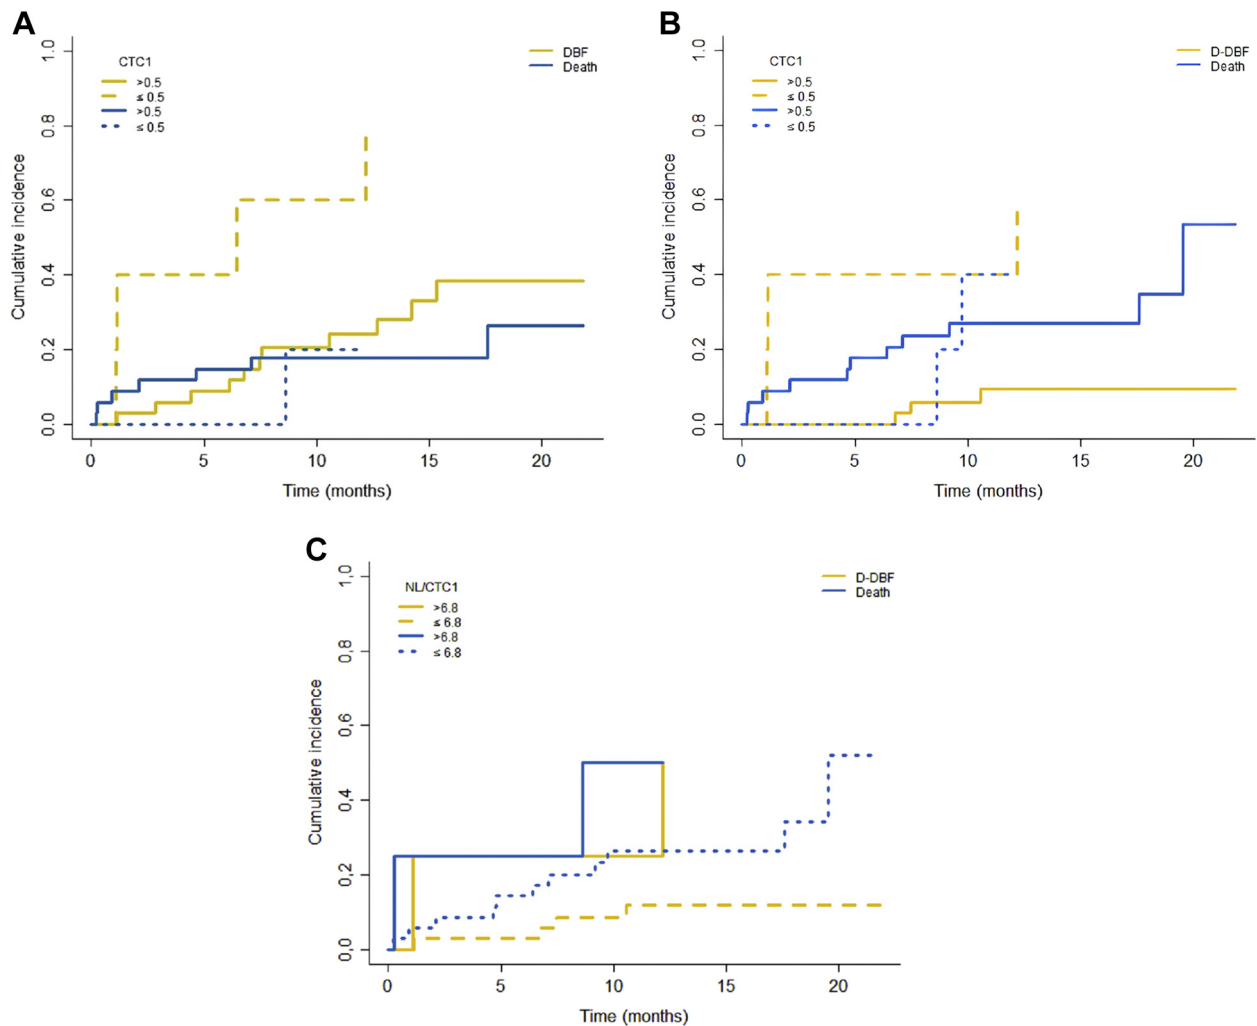 A
CTC1
>0.5
≤ 0.5
>0.5
≤ 0.5
DBF
Death
Cumulative incidence
0.0 0.2 0.4 0.6 0.8 1.0
0 5 10 15 20
Time (months)
B
CTC1
>0.5
≤ 0.5
>0.5
≤ 0.5
D-DBF
Death
Cumulative incidence
0.0 0.2 0.4 0.6 0.8 1.0
0 5 10 15 20
Time (months)
C
NL/CTC1
>6.8
≤ 6.8
>6.8
≤ 6.8
D-DBF
Death
Cumulative incidence
0,0 0,2 0,4 0,6 0,8 1,0
0 5 10 15 20
Time (months)